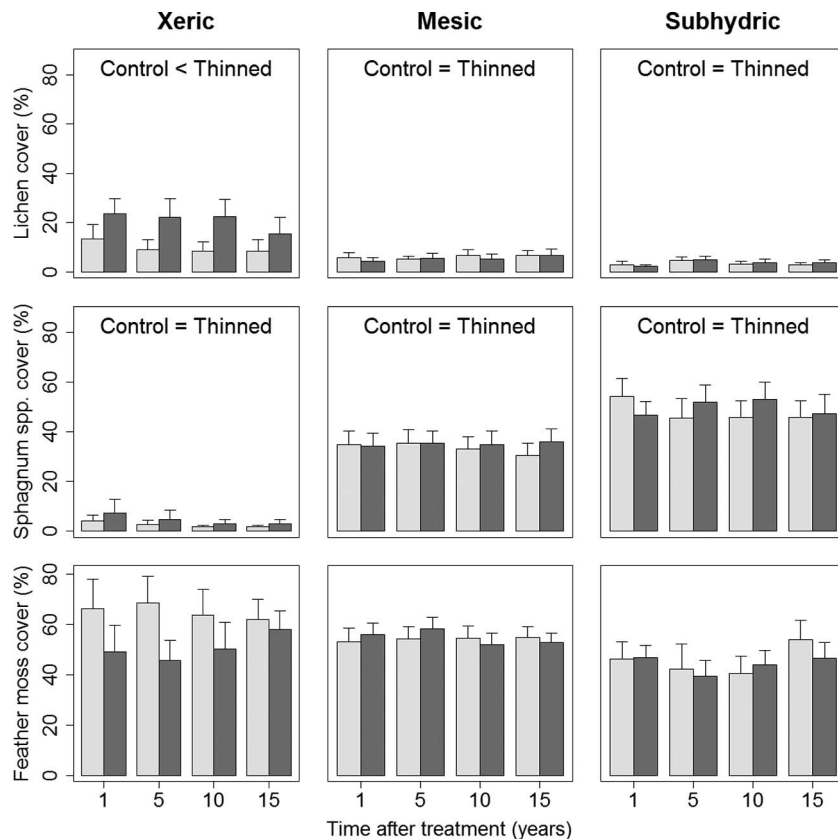 Xeric Mesic Subhydric
Lichen cover (%)
0 20 40 60 80
Control < Thinned
Control = Thinned
Control = Thinned
Sphagnum spp. cover (%)
0 20 40 60 80
Control = Thinned
Control = Thinned
Control = Thinned
Feather moss cover (%)
0 20 40 60 80
1 5 10 15
1 5 10 15
1 5 10 15
Time after treatment (years)